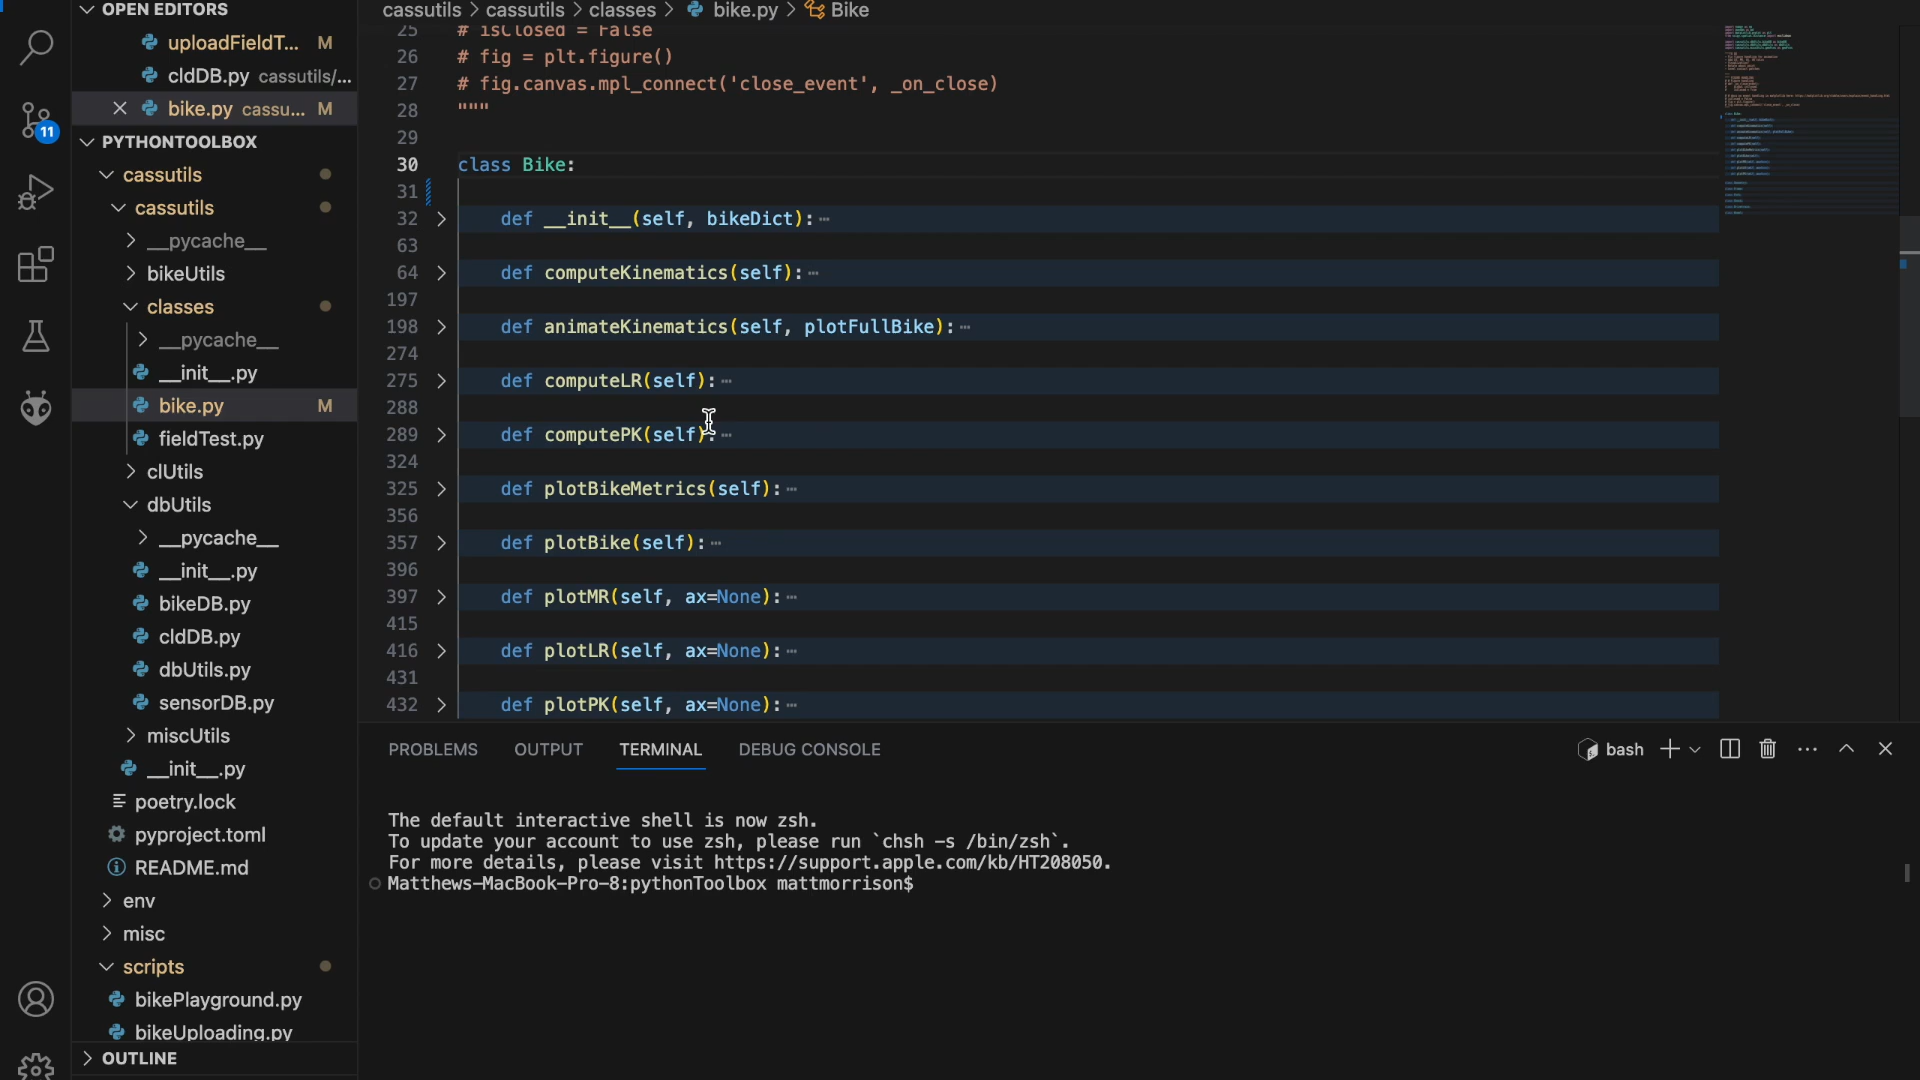 OPEN EDITORS
uploadFieldT... M
cldDB.py cassutils/...
bike.py cassu... M
11
PYTHONTOOLBOX
cassutils
cassutils
__pycache__
bikeUtils
classes
__pycache__
__init__.py
bike.py M
fieldTest.py
clUtils
dbUtils
__pycache__
__init__.py
bikeDB.py
cldDB.py
dbUtils.py
sensorDB.py
miscUtils
__init__.py
poetry.lock
pyproject.toml
README.md
env
misc
scripts
bikePlayground.py
bikeUploading.py
OUTLINE
cassutils > cassutils > classes > bike.py > Bike
25 # isClosed = False
26 # fig = plt.figure()
27 # fig.canvas.mpl_connect('close_event', _on_close)
28 """
29
30 class Bike:
31
32 def __init__(self, bikeDict):
63
64 def computeKinematics(self):
197
198 def animateKinematics(self, plotFullBike):
274
275 def computeLR(self):
288
289 def computePK(self):
324
325 def plotBikeMetrics(self):
356
357 def plotBike(self):
396
397 def plotMR(self, ax=None):
415
416 def plotLR(self, ax=None):
431
432 def plotPK(self, ax=None):
PROBLEMS OUTPUT TERMINAL DEBUG CONSOLE
bash
The default interactive shell is now zsh.
To update your account to use zsh, please run `chsh -s /bin/zsh`.
For more details, please visit https://support.apple.com/kb/HT208050.
Matthews-MacBook-Pro-8:pythonToolbox mattmorrison$